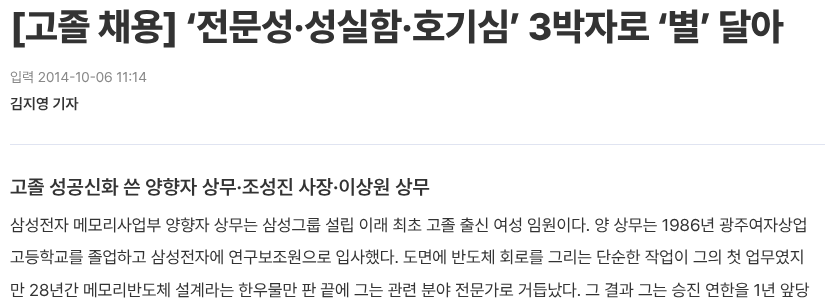 [고졸 채용] ‘전문성·성실함·호기심’ 3박자로 ‘별’ 달아
입력 2014-10-06 11:14
김지영 기자
고졸 성공신화 쓴 양향자 상무·조성진 사장·이상원 상무
삼성전자 메모리사업부 양향자 상무는 삼성그룹 설립 이래 최초 고졸 출신 여성 임원이다. 양 상무는 1986년 광주여자상업
고등학교를 졸업하고 삼성전자에 연구보조원으로 입사했다. 도면에 반도체 회로를 그리는 단순한 작업이 그의 첫 업무였지
만 28년간 메모리반도체 설계라는 한우물만 판 끝에 그는 관련 분야 전문가로 거듭났다. 그 결과 그는 승진 연한을 1년 앞당